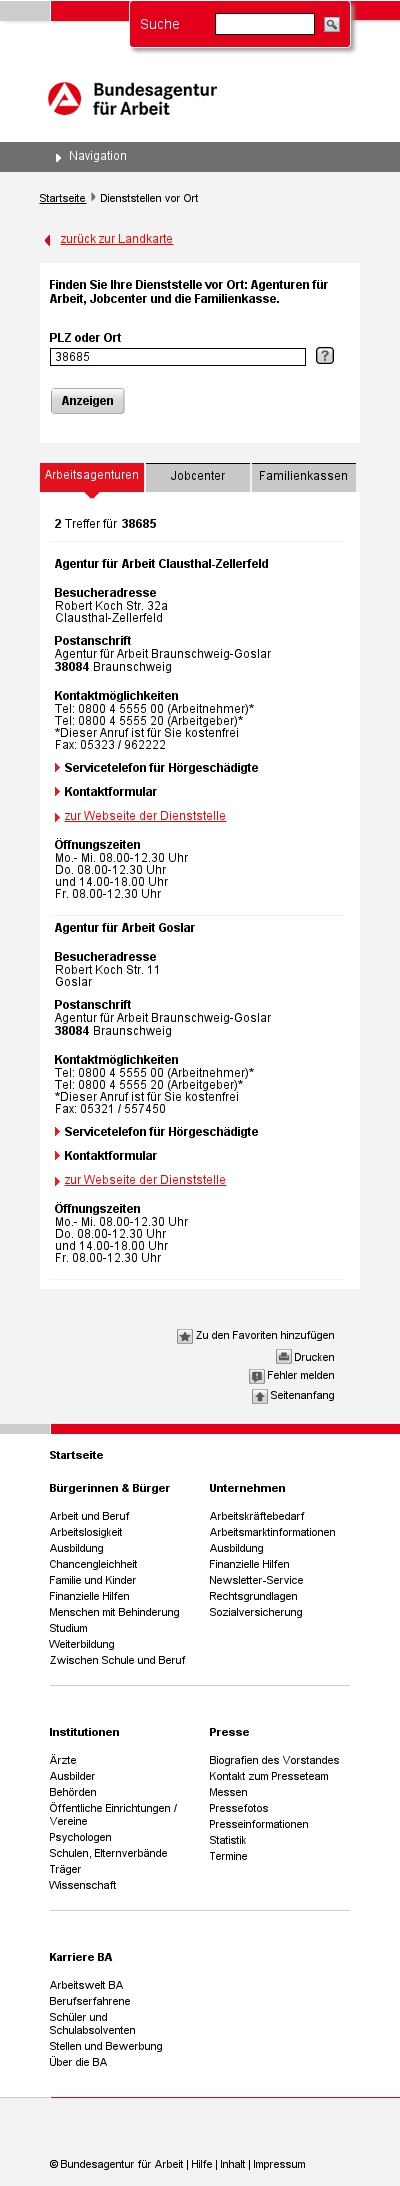 Suche
Bundesagentur
für Arbeit
Navigation
Startseite Dienststellen vor Ort
zurück zur Landkarte
Finden Sie Ihre Dienststelle vor Ort: Agenturen für
Arbeit, Jobcenter und die Familienkasse.
PLZ oder Ort
38685
?
Anzeigen
Arbeitsagenturen Jobcenter Familienkassen
2 Treffer für 38685
Agentur für Arbeit Clausthal-Zellerfeld
Besucheradresse
Robert Koch Str. 32a
Clausthal-Zellerfeld
Postanschrift
Agentur für Arbeit Braunschweig-Goslar
38084 Braunschweig
Kontaktmöglichkeiten
Tel: 0800 4 5555 00 (Arbeitnehmer)*
Tel: 0800 4 5555 20 (Arbeitgeber)*
*Dieser Anruf ist für Sie kostenfrei
Fax: 05323 / 962222
Servicetelefon für Hörgeschädigte
Kontaktformular
zur Webseite der Dienststelle
Öffnungszeiten
Mo.- Mi. 08.00-12.30 Uhr
Do. 08.00-12.30 Uhr
und 14.00-18.00 Uhr
Fr. 08.00-12.30 Uhr
Agentur für Arbeit Goslar
Besucheradresse
Robert Koch Str. 11
Goslar
Postanschrift
Agentur für Arbeit Braunschweig-Goslar
38084 Braunschweig
Kontaktmöglichkeiten
Tel: 0800 4 5555 00 (Arbeitnehmer)*
Tel: 0800 4 5555 20 (Arbeitgeber)*
*Dieser Anruf ist für Sie kostenfrei
Fax: 05321 / 557450
Servicetelefon für Hörgeschädigte
Kontaktformular
zur Webseite der Dienststelle
Öffnungszeiten
Mo.- Mi. 08.00-12.30 Uhr
Do. 08.00-12.30 Uhr
und 14.00-18.00 Uhr
Fr. 08.00-12.30 Uhr
Zu den Favoriten hinzufügen
Drucken
Fehler melden
Seitenanfang
Startseite
Bürgerinnen & Bürger
Arbeit und Beruf
Arbeitslosigkeit
Ausbildung
Chancengleichheit
Familie und Kinder
Finanzielle Hilfen
Menschen mit Behinderung
Studium
Weiterbildung
Zwischen Schule und Beruf
Unternehmen
Arbeitskräftebedarf
Arbeitsmarktinformationen
Ausbildung
Finanzielle Hilfen
Newsletter-Service
Rechtsgrundlagen
Sozialversicherung
Institutionen
Ärzte
Ausbilder
Behörden
Öffentliche Einrichtungen /
Vereine
Psychologen
Schulen, Elternverbände
Träger
Wissenschaft
Presse
Biografien des Vorstandes
Kontakt zum Presseteam
Messen
Pressefotos
Presseinformationen
Statistik
Termine
Karriere BA
Arbeitswelt BA
Berufserfahrene
Schüler und
Schulabsolventen
Stellen und Bewerbung
Über die BA
© Bundesagentur für Arbeit | Hilfe | Inhalt | Impressum